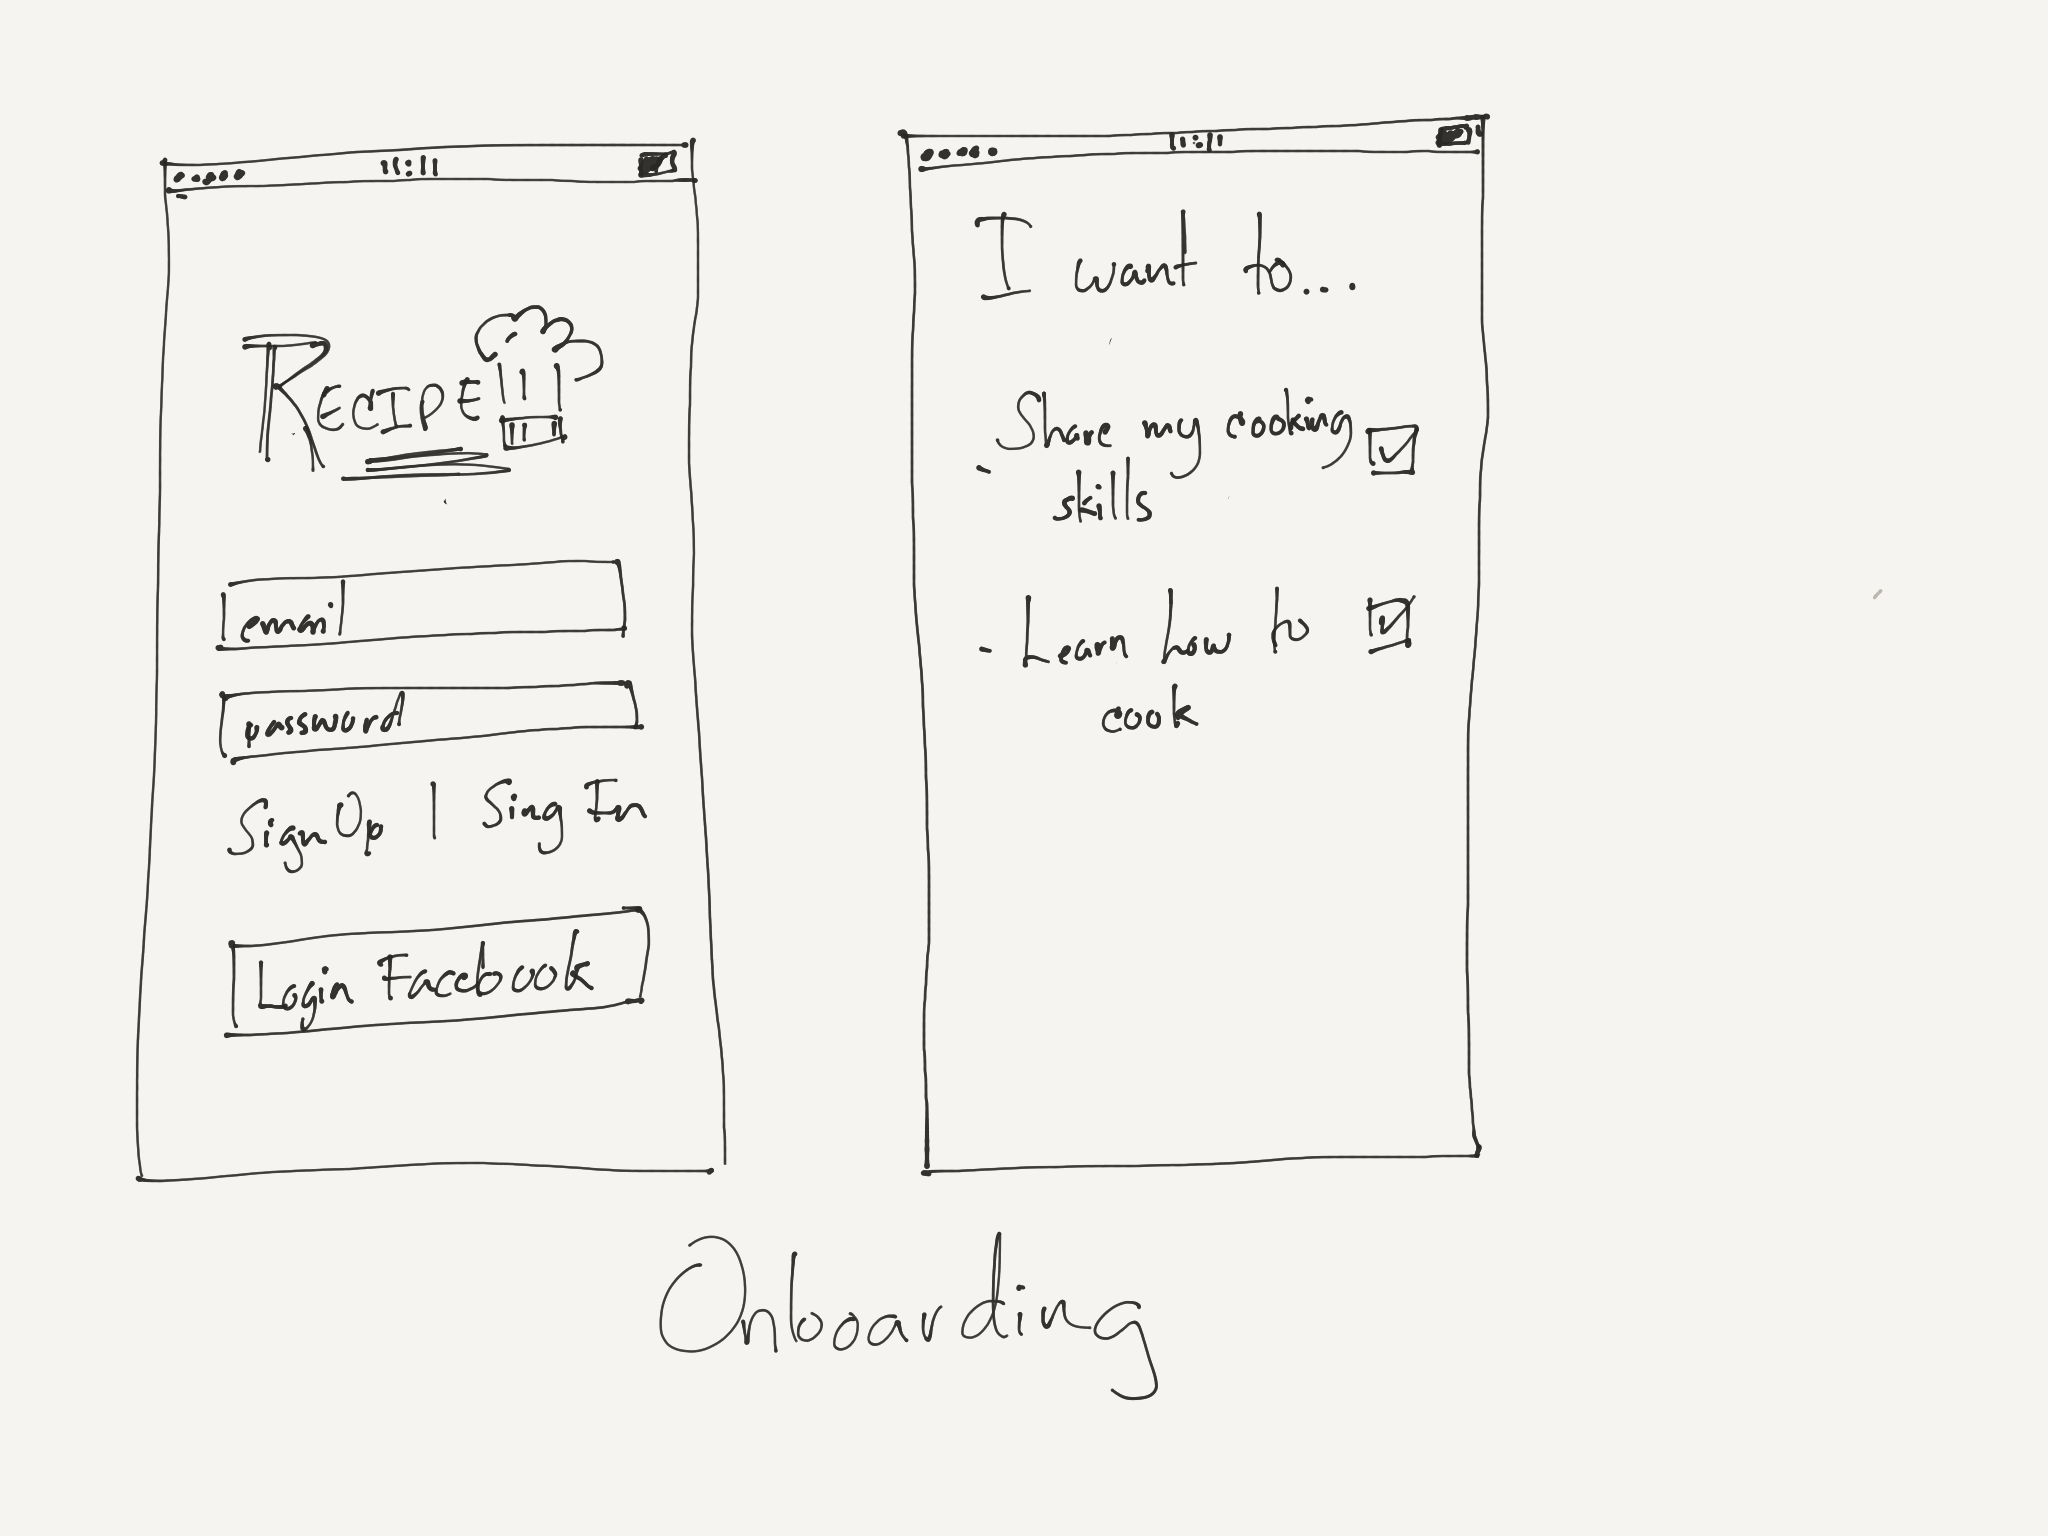 11:11
RECIPE
email
password
Sign Op | Sing In
Login Facebook
11:11
I want to...
- Share my cooking
skills
- Learn how to
cook
Onboarding